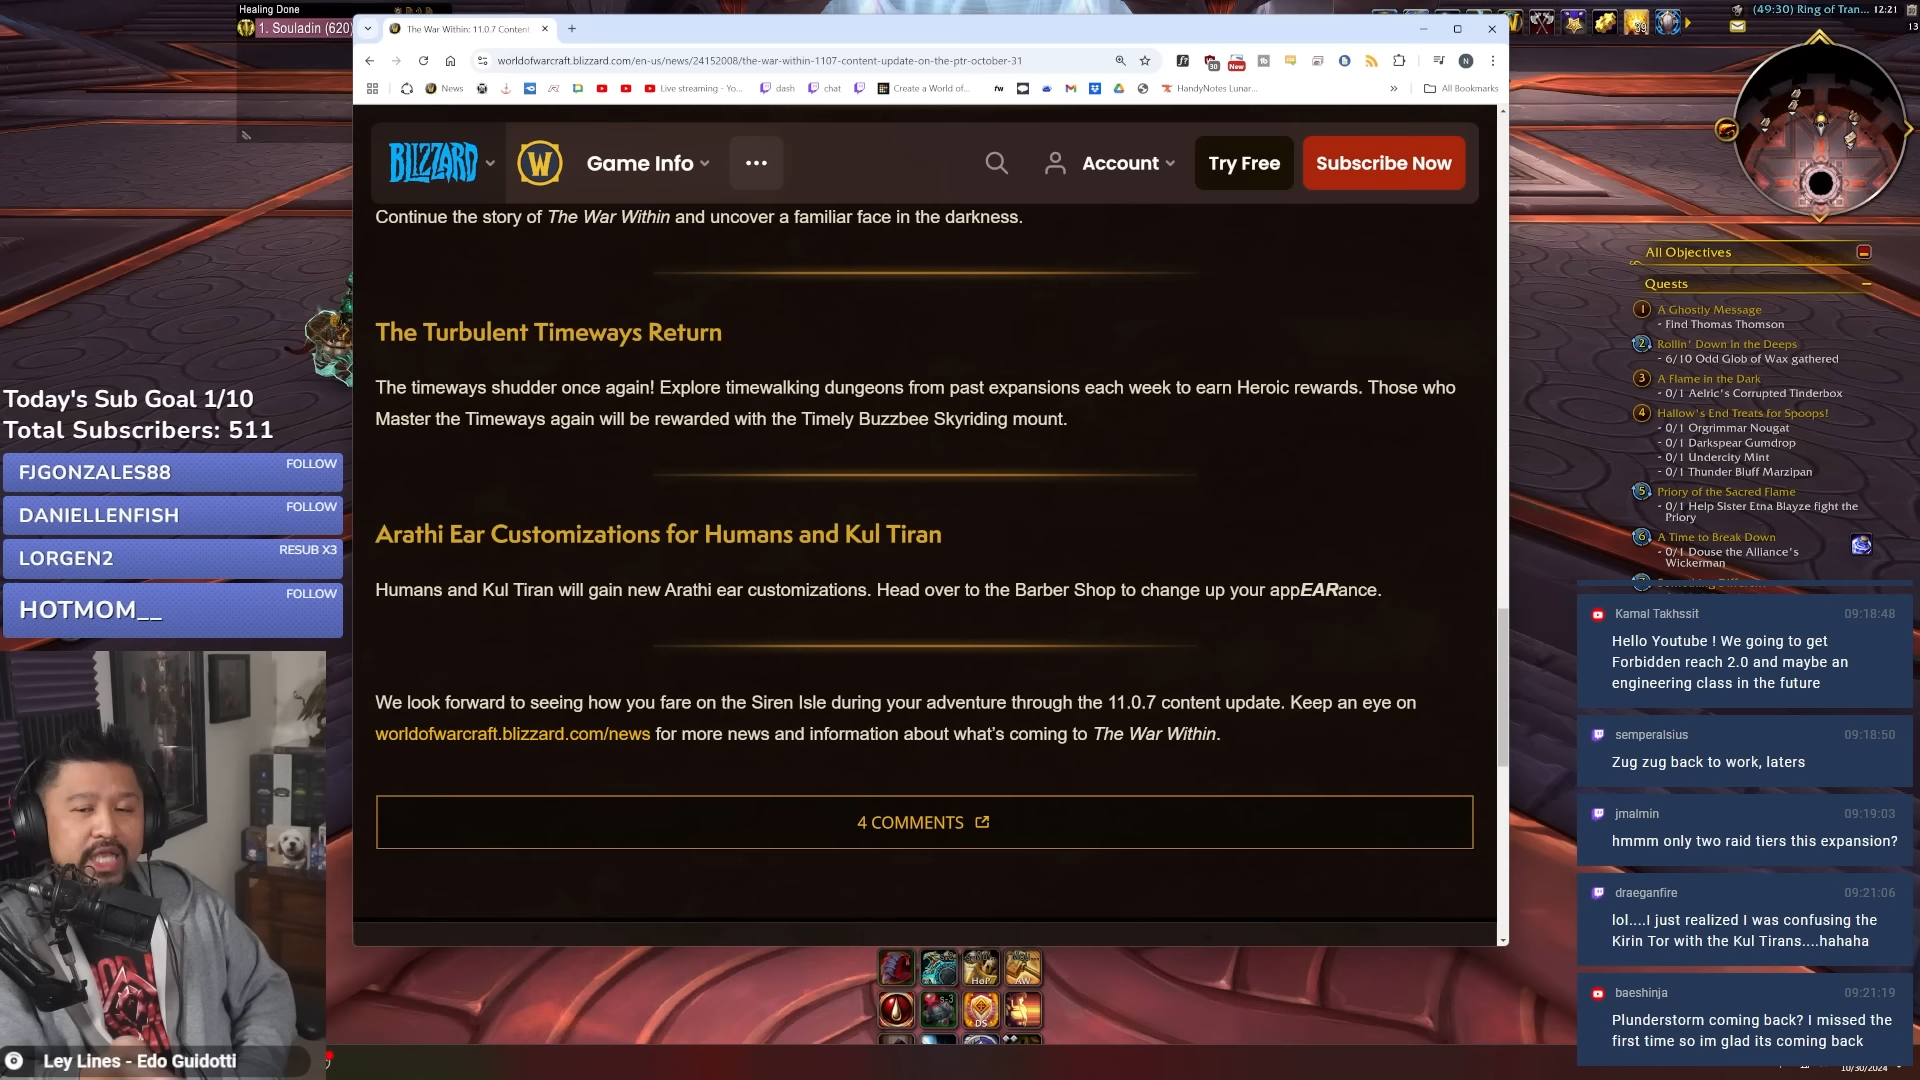 Healing Done
1. Souladin (620)
The War Within: 11.0.7 Content
worldofwarcraft.blizzard.com/en-us/news/24152008/the-war-within-1107-content-update-on-the-ptr-october-31
News
Live streaming - Yo...
dash
chat
Create a World of...
HandyNotes Lunar...
All Bookmarks
BLIZZARD
Game Info
Account
Try Free
Subscribe Now
Continue the story of The War Within and uncover a familiar face in the darkness.
The Turbulent Timeways Return
The timeways shudder once again! Explore timewalking dungeons from past expansions each week to earn Heroic rewards. Those who
Master the Timeways again will be rewarded with the Timely Buzzbee Skyriding mount.
Arathi Ear Customizations for Humans and Kul Tiran
Humans and Kul Tiran will gain new Arathi ear customizations. Head over to the Barber Shop to change up your appEARance.
We look forward to seeing how you fare on the Siren Isle during your adventure through the 11.0.7 content update. Keep an eye on
worldofwarcraft.blizzard.com/news for more news and information about what's coming to The War Within.
4 COMMENTS
Today's Sub Goal 1/10
Total Subscribers: 511
FJGONZALES88 FOLLOW
DANIELLENFISH FOLLOW
LORGEN2 RESUB X3
HOTMOM__ FOLLOW
Ley Lines - Edo Guidotti
(49:30) Ring of Tran... 12:21
13
All Objectives
Quests
1 A Ghostly Message
- Find Thomas Thomson
2 Rollin' Down in the Deeps
- 6/10 Odd Glob of Wax gathered
3 A Flame in the Dark
- 0/1 Aelric's Corrupted Tinderbox
4 Hallow's End Treats for Spoops!
- 0/1 Orgrimmar Nougat
- 0/1 Darkspear Gumdrop
- 0/1 Undercity Mint
- 0/1 Thunder Bluff Marzipan
5 Priory of the Sacred Flame
- 0/1 Help Sister Etna Blayze fight the
Priory
6 A Time to Break Down
- 0/1 Douse the Alliance's
Wickerman
Kamal Takhssit 09:18:48
Hello Youtube ! We going to get
Forbidden reach 2.0 and maybe an
engineering class in the future
semperalsius 09:18:50
Zug zug back to work, laters
jmalmin 09:19:03
hmmm only two raid tiers this expansion?
draeganfire 09:21:06
lol....I just realized I was confusing the
Kirin Tor with the Kul Tirans....hahaha
baeshinja 09:21:19
Plunderstorm coming back? I missed the
first time so im glad its coming back
HoP
AW
S-3
DS
10/30/2024